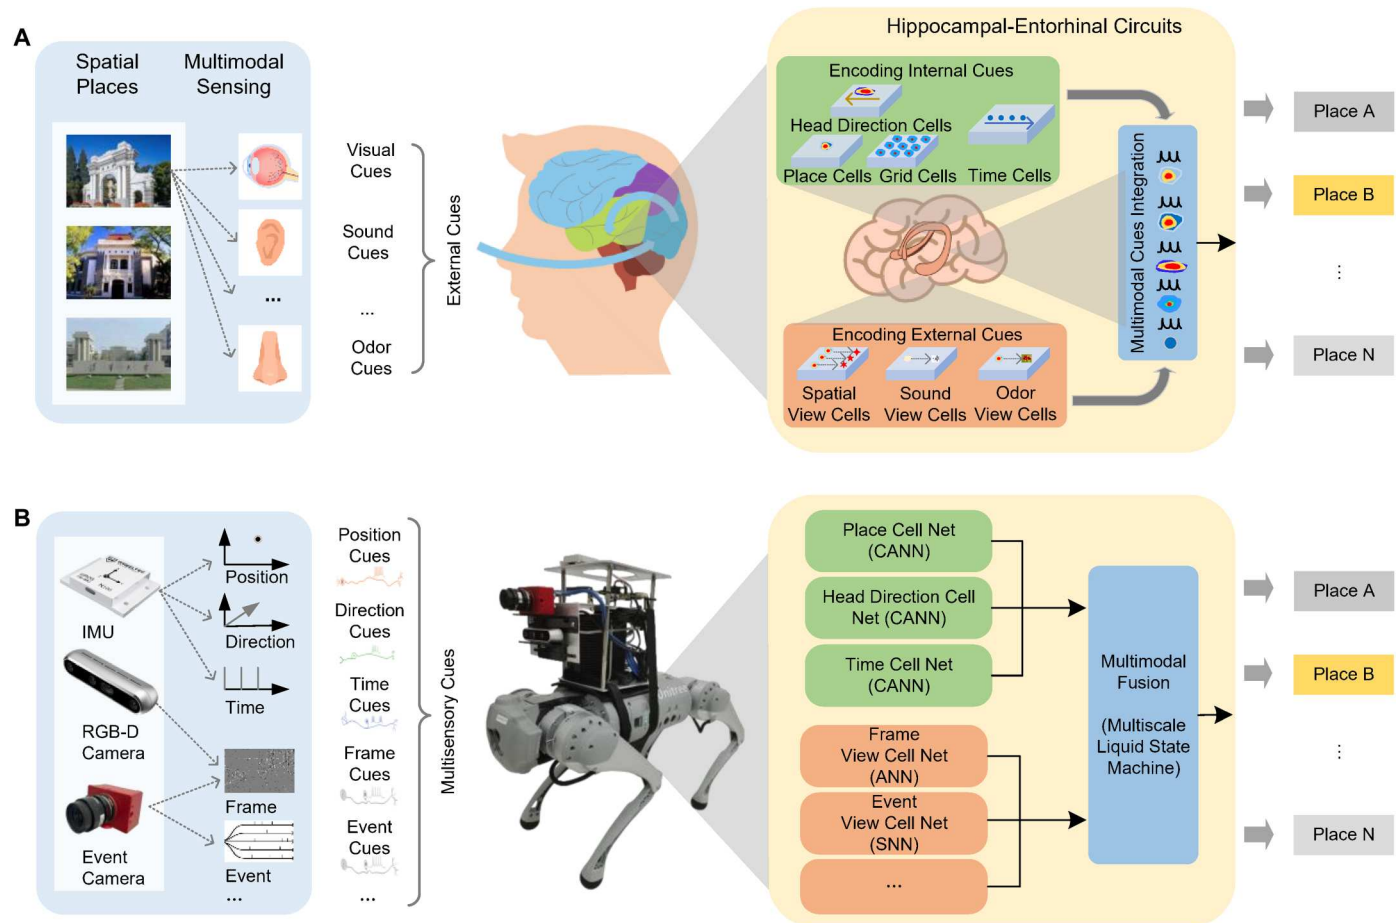 A
Spatial
Places
Multimodal
Sensing
...
Visual
Cues
Sound
Cues
...
Odor
Cues
External Cues
Hippocampal-Entorhinal Circuits
Encoding Internal Cues
Head Direction Cells
Place Cells
Grid Cells
Time Cells
Encoding External Cues
Spatial
View Cells
Sound
View Cells
Odor
View Cells
Multimodal Cues Integration
Place A
Place B
...
Place N
B
IMU
RGB-D
Camera
Event
Camera
Position
Direction
Time
Frame
Event
...
Position
Cues
Direction
Cues
Time
Cues
Frame
Cues
Event
Cues
...
Multisensory Cues
Unitree
Place Cell Net
(CANN)
Head Direction Cell
Net (CANN)
Time Cell Net
(CANN)
Frame
View Cell Net
(ANN)
Event
View Cell Net
(SNN)
...
Multimodal
Fusion
(Multiscale
Liquid State
Machine)
Place A
Place B
...
Place N